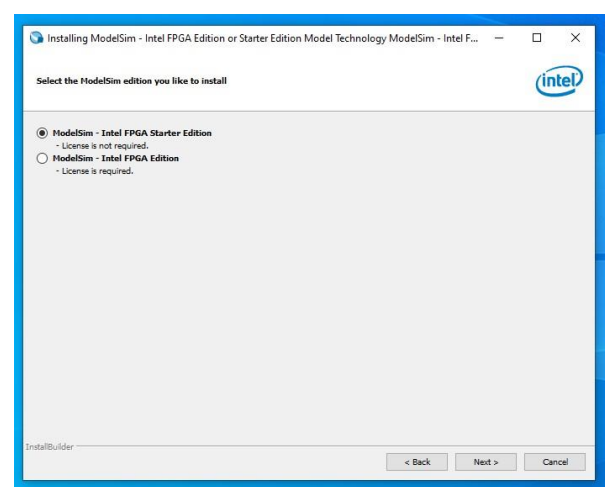 Installing ModelSim - Intel FPGA Edition or Starter Edition Model Technology ModelSim - Intel F...
Select the ModelSim edition you like to install
intel
ModelSim - Intel FPGA Starter Edition
- License is not required.
ModelSim - Intel FPGA Edition
- License is required.
InstallBuilder
< Back Next > Cancel